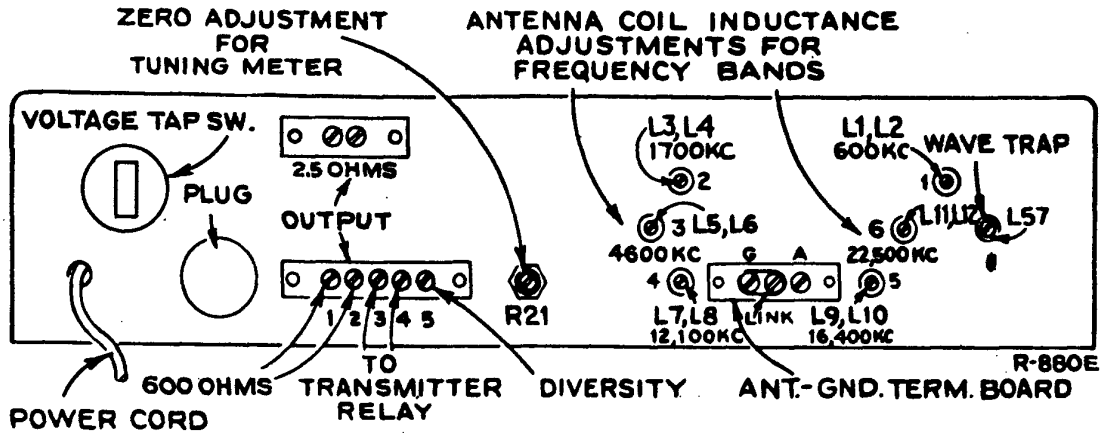 ZERO ADJUSTMENT
FOR
TUNING METER
ANTENNA COIL INDUCTANCE
ADJUSTMENTS FOR
FREQUENCY BANDS
VOLTAGE TAP SW.
2.5 OHMS
PLUG
OUTPUT
L3, L4
1700KC
2
L1, L2
600KC
1
WAVE TRAP
3 L5, L6
4600KC
6
L11, L12
22,500KC
L57
G A
4
5
L7, L8
12,100KC
LINK
L9, L10
16,400KC
1 2 3 4 5
R21
R-880E
POWER CORD
600 OHMS
TO
TRANSMITTER
RELAY
DIVERSITY
ANT.-GND. TERM. BOARD